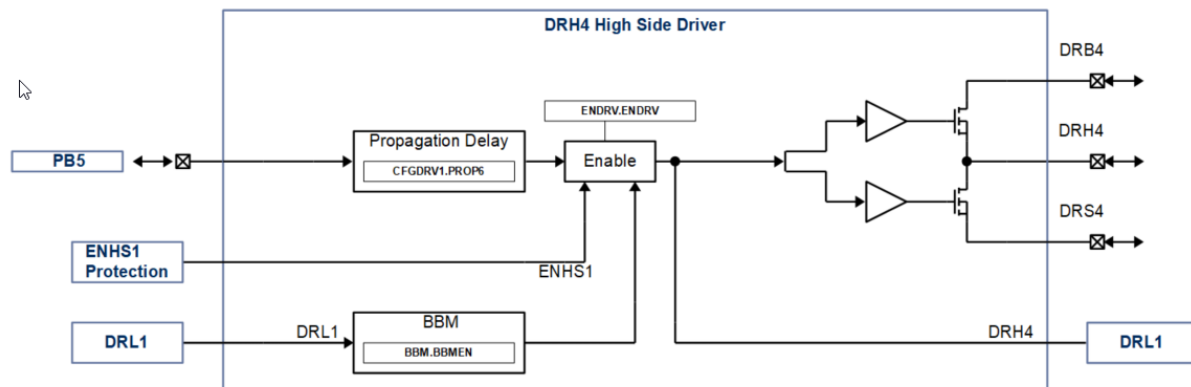 DRH4 High Side Driver
DRB4
ENDRV.ENDRV
Propagation Delay
DRH4
PB5
CFGDRV1.PROP6
Enable
DRS4
ENHS1
Protection
ENHS1
BBM
DRL1
DRL1
BBM.BBMEN
DRH4
DRL1